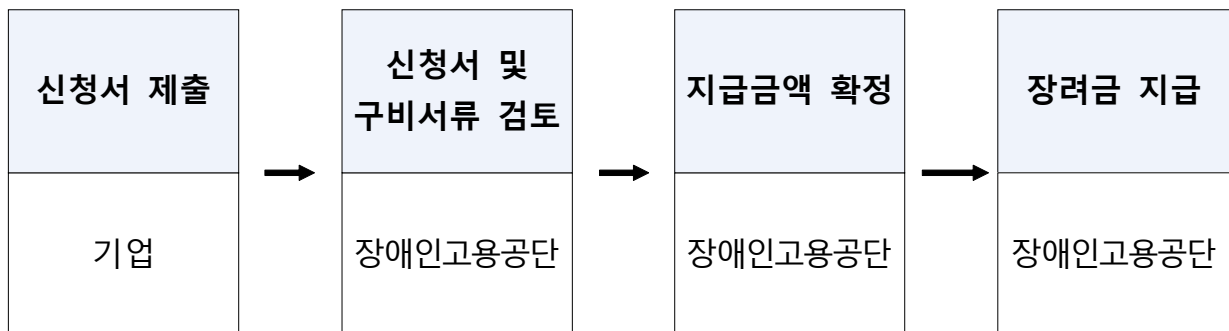 신청서 제출
기업
신청서 및
구비서류 검토
장애인고용공단
지급금액 확정
장애인고용공단
장려금 지급
장애인고용공단